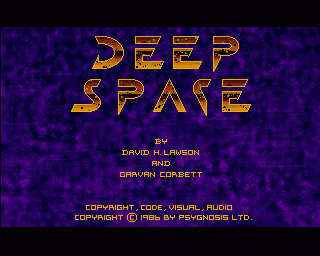 DEEP
SPACE
BY
DAVID H. LAWSON
AND
GARVAN CORBETT
COPYRIGHT, CODE, VISUAL, AUDIO
COPYRIGHT © 1986 BY PSYGNOSIS LTD.